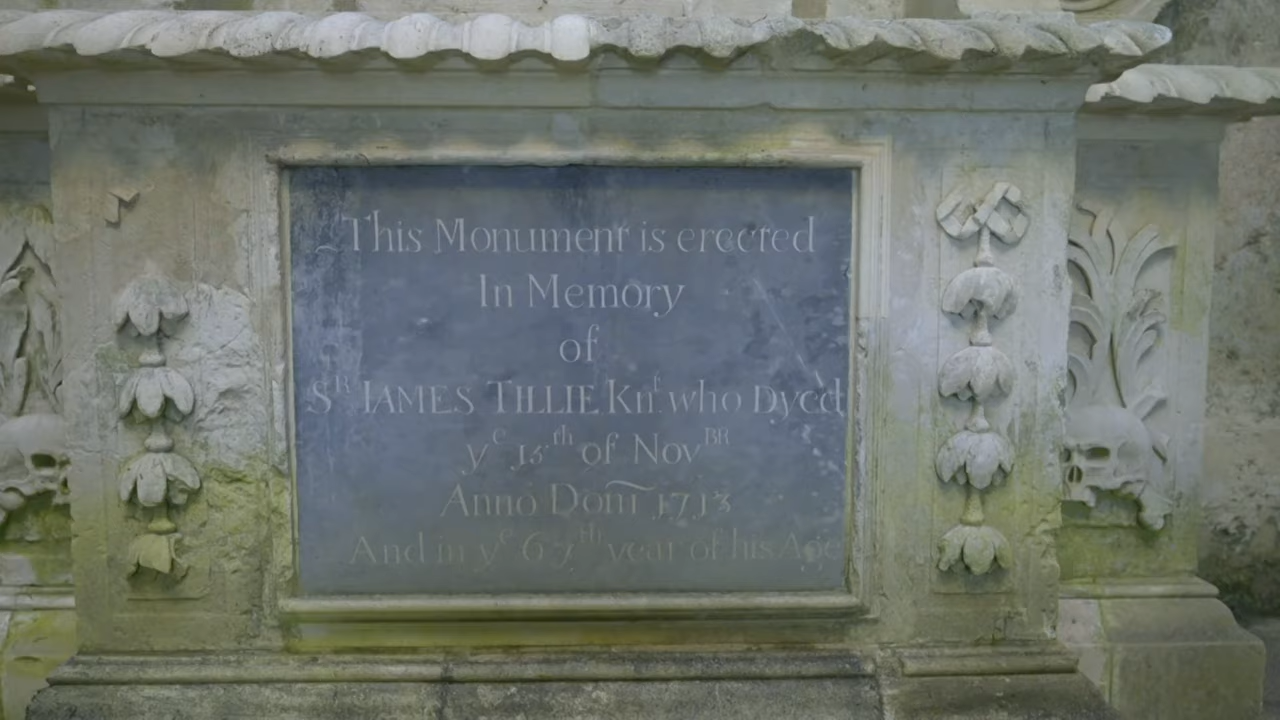 This Monument is erected
In Memory
of
Sʳ IAMES TILLIE Knᵗ who Dyed
yᵉ 15ᵗʰ of Novᴮᴿ
Anno Dom̃ 1713
And in yᵉ 67ᵗʰ year of his Age